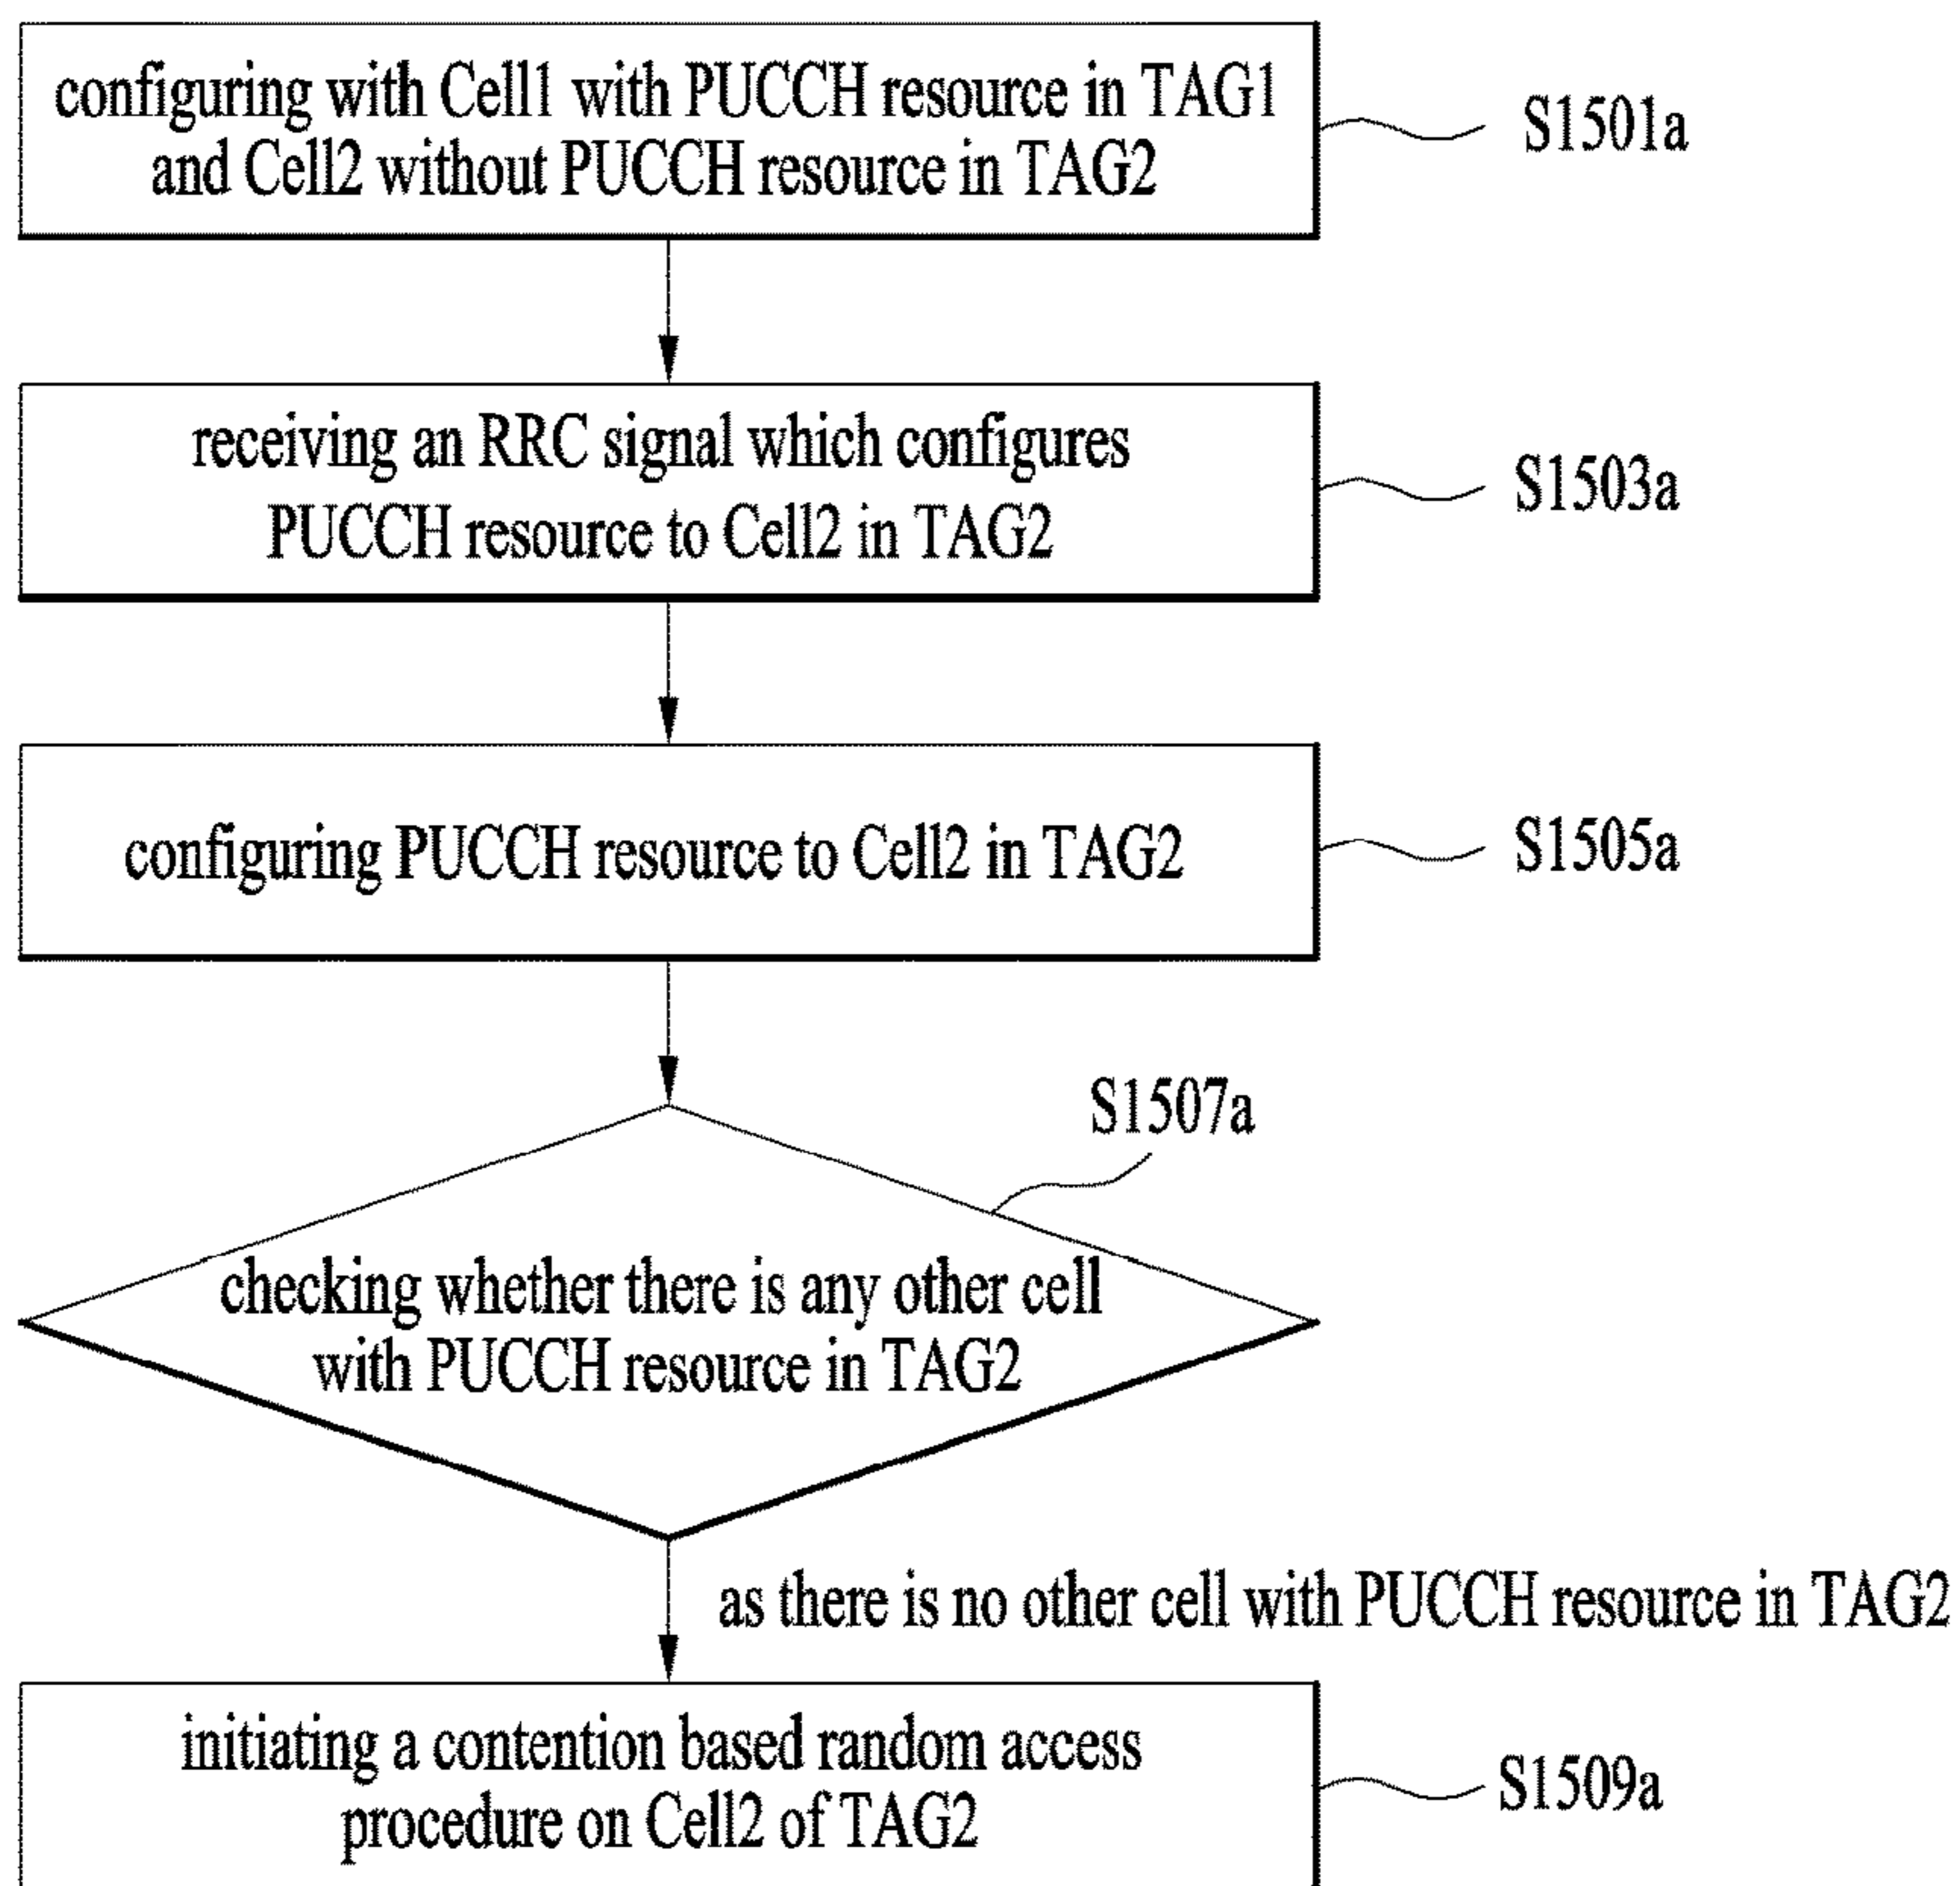 configuring with Cell1 with PUCCH resource in TAG1
and Cell2 without PUCCH resource in TAG2
S1501a
receiving an RRC signal which configures
PUCCH resource to Cell2 in TAG2
S1503a
configuring PUCCH resource to Cell2 in TAG2
S1505a
S1507a
checking whether there is any other cell
with PUCCH resource in TAG2
as there is no other cell with PUCCH resource in TAG2
initiating a contention based random access
procedure on Cell2 of TAG2
S1509a